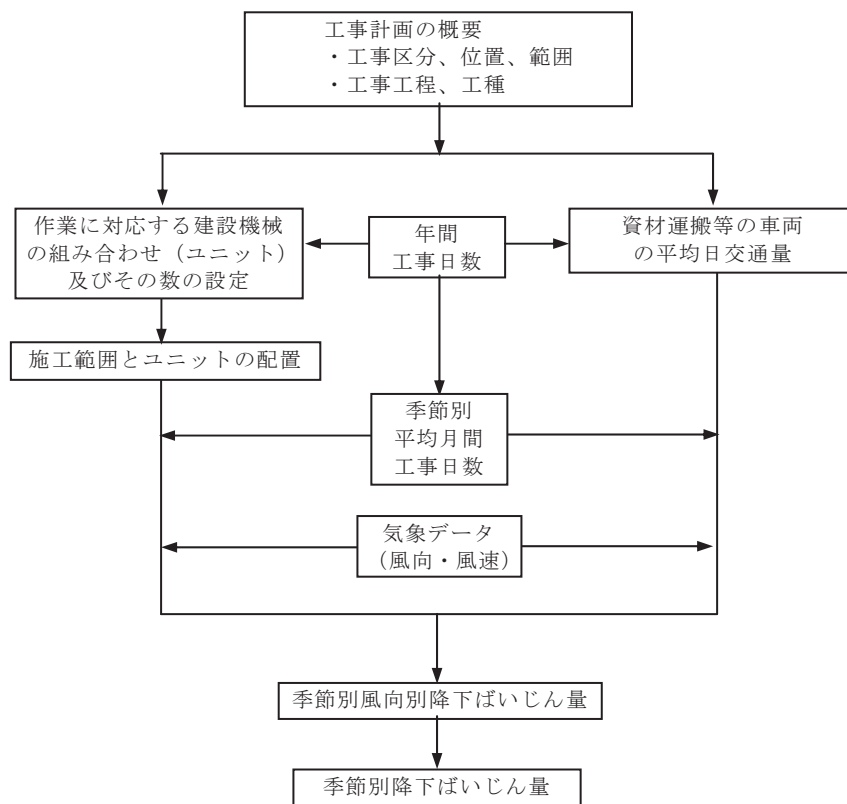 工事計画の概要
・工事区分、位置、範囲
・工事工程、工種
作業に対応する建設機械
の組み合わせ（ユニット）
及びその数の設定
年間
工事日数
資材運搬等の車両
の平均日交通量
施工範囲とユニットの配置
季節別
平均月間
工事日数
気象データ
（風向・風速）
季節別風向別降下ばいじん量
季節別降下ばいじん量